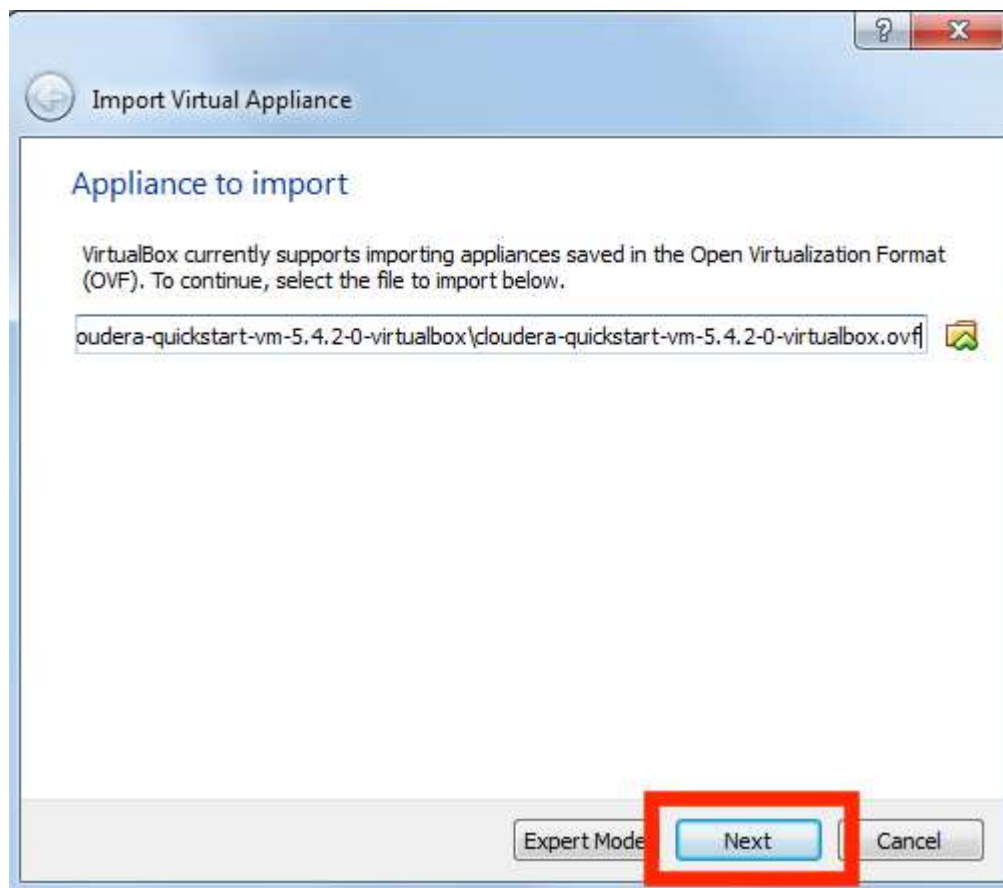 ?
X
Import Virtual Appliance
Appliance to import
VirtualBox currently supports importing appliances saved in the Open Virtualization Format
(OVF). To continue, select the file to import below.
oudera-quickstart-vm-5.4.2-0-virtualbox\cloudera-quickstart-vm-5.4.2-0-virtualbox.ovf
Expert Mode Next Cancel